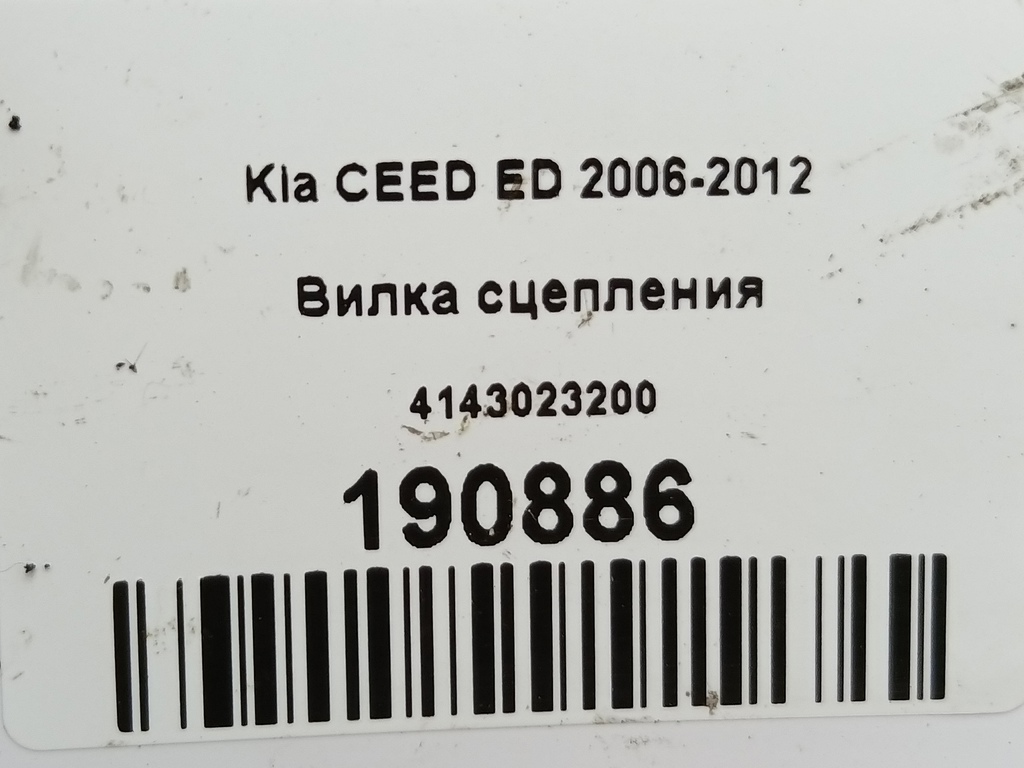 Kia CEED ED 2006-2012
Вилка сцепления
4143023200
190886